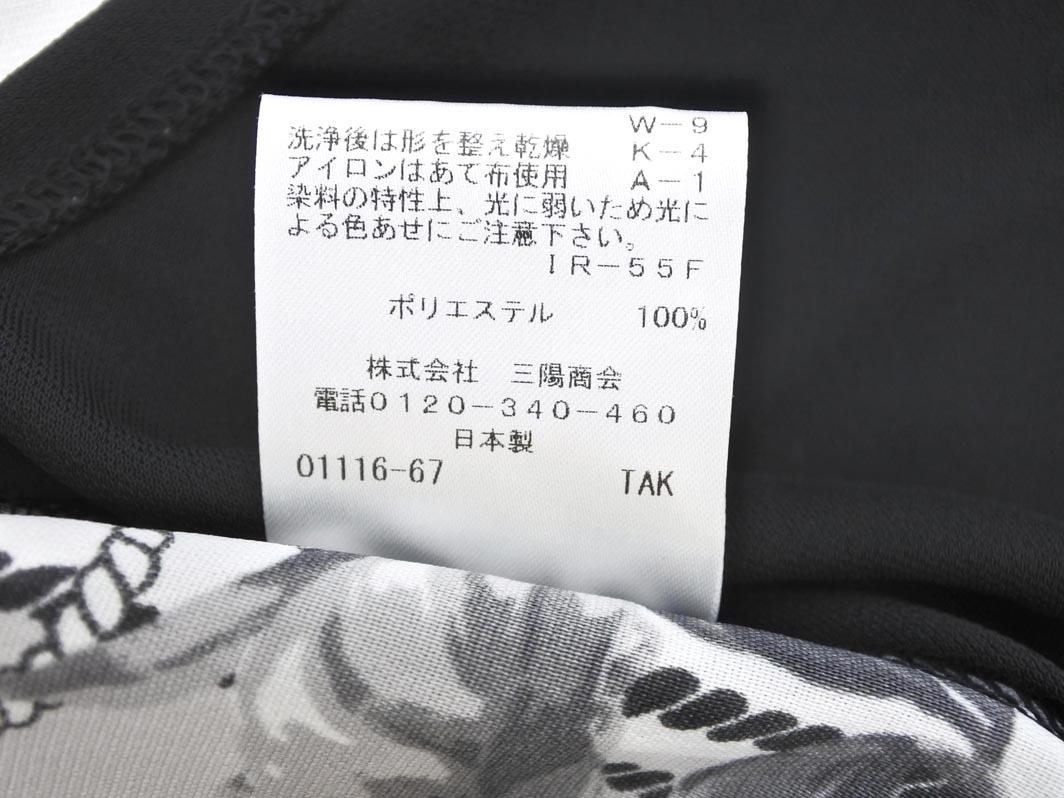 W－9
洗浄後は形を整え乾燥 K－4
アイロンはあて布使用 A－1
染料の特性上、光に弱いため光に
よる色あせにご注意下さい。
IR－55F
ポリエステル 100%
株式会社 三陽商会
電話0120－340－460
日本製
01116-67 TAK